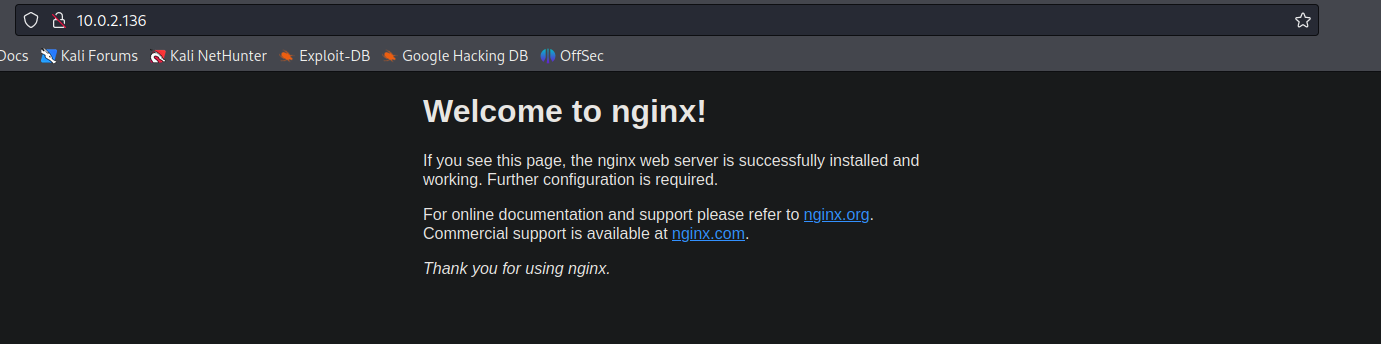 10.0.2.136
Docs Kali Forums Kali NetHunter Exploit-DB Google Hacking DB OffSec
Welcome to nginx!
If you see this page, the nginx web server is successfully installed and
working. Further configuration is required.
For online documentation and support please refer to nginx.org.
Commercial support is available at nginx.com.
Thank you for using nginx.